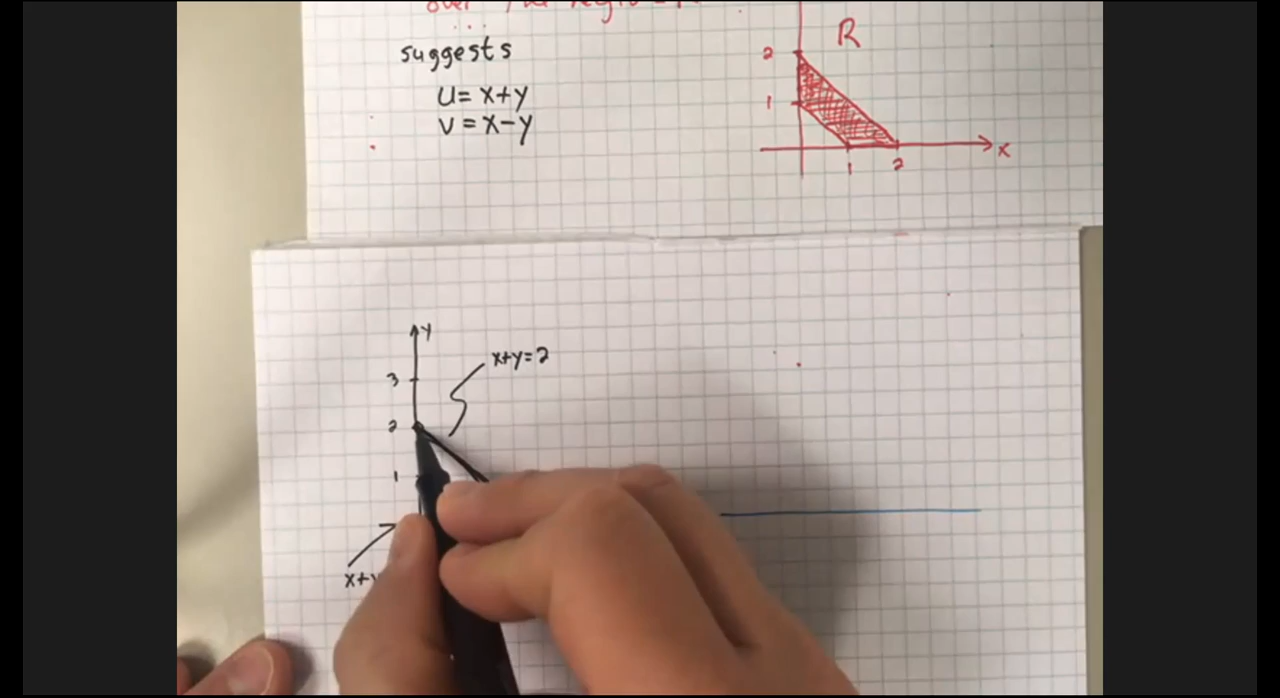 suggests
u = x+y
v = x-y
R
2
1
1 2 x
y
x+y=2
3
2
1